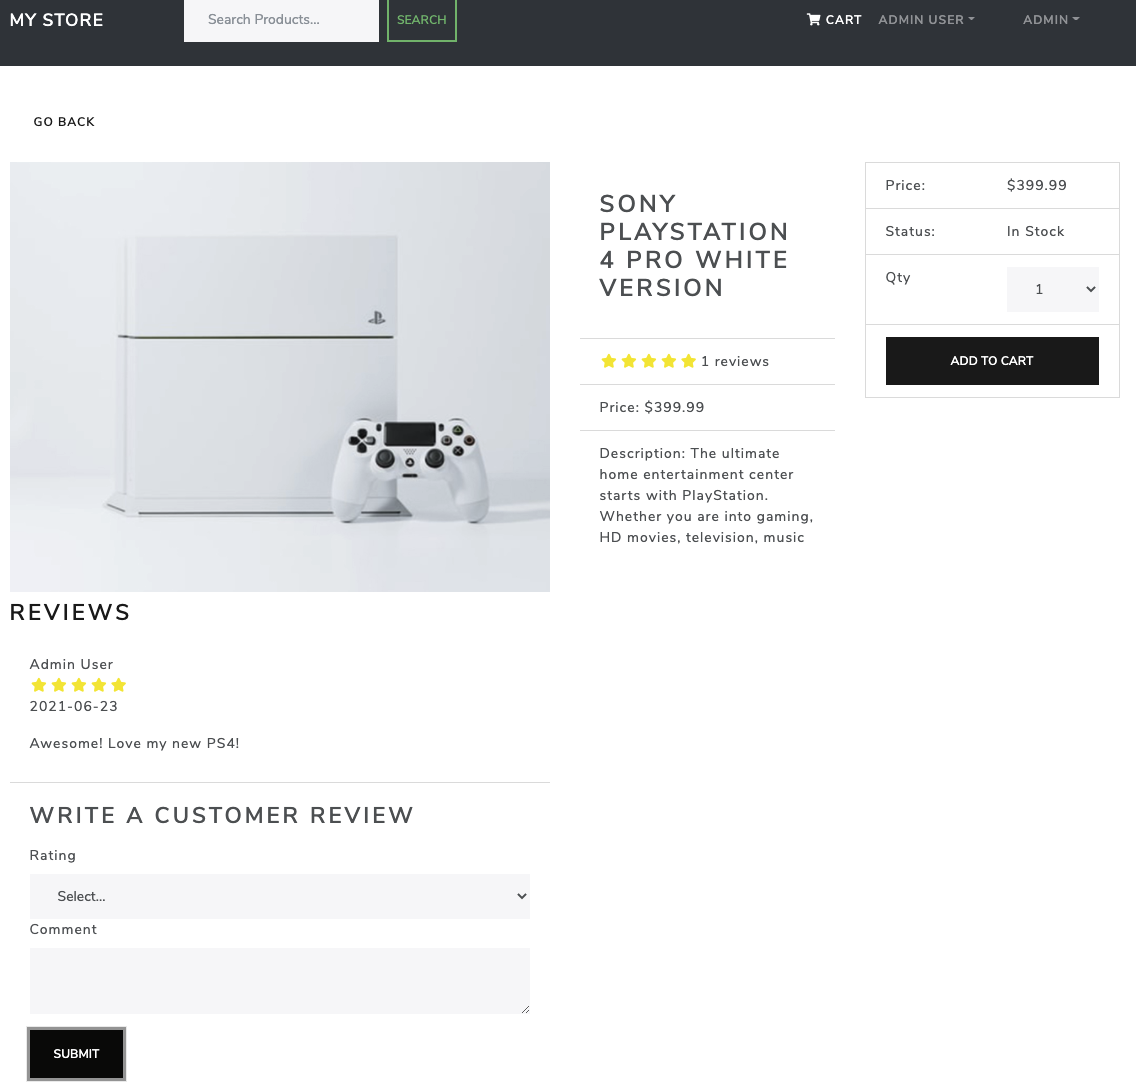 MY STORE
Search Products...
SEARCH
CART
ADMIN USER
ADMIN
GO BACK
SONY
PLAYSTATION
4 PRO WHITE
VERSION
1 reviews
Price: $399.99
Description: The ultimate
home entertainment center
starts with PlayStation.
Whether you are into gaming,
HD movies, television, music
Price: $399.99
Status: In Stock
Qty 1
ADD TO CART
REVIEWS
Admin User
2021-06-23
Awesome! Love my new PS4!
WRITE A CUSTOMER REVIEW
Rating
Select...
Comment
SUBMIT